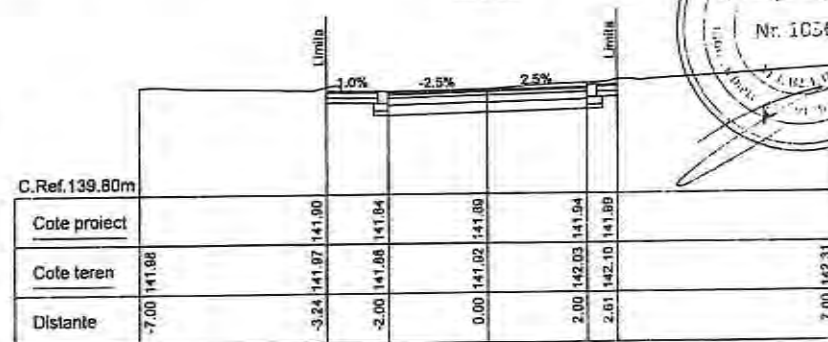 Limita
Limita
Nr. 1036
1.0% -2.5% 2.5%
C.Ref.139.80m
Cote proiect 141.90 141.84 141.89 141.94 141.89
Cote teren 141.98 141.97 141.86 141.92 142.03 142.10 142.31
Distante -7.00 -3.24 -2.00 0.00 2.00 2.61 7.00